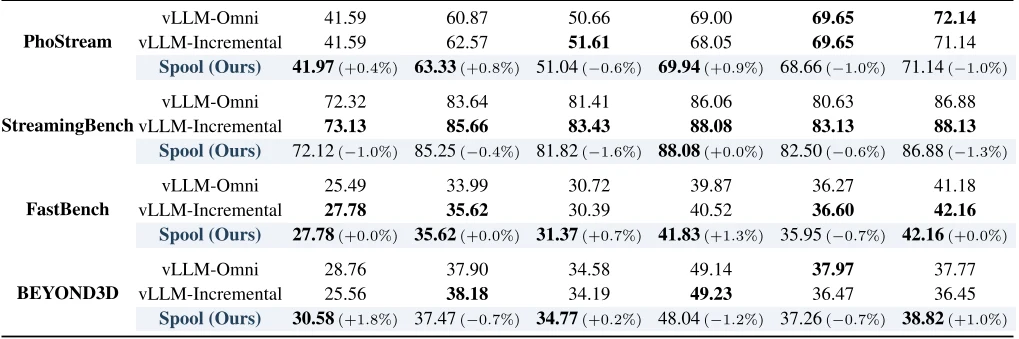 vLLM-Omni 41.59 60.87 50.66 69.00 69.65 72.14
PhoStream vLLM-Incremental 41.59 62.57 51.61 68.05 69.65 71.14
Spool (Ours) 41.97 (+0.4%) 63.33 (+0.8%) 51.04 (−0.6%) 69.94 (+0.9%) 68.66 (−1.0%) 71.14 (−1.0%)
vLLM-Omni 72.32 83.64 81.41 86.06 80.63 86.88
StreamingBench vLLM-Incremental 73.13 85.66 83.43 88.08 83.13 88.13
Spool (Ours) 72.12 (−1.0%) 85.25 (−0.4%) 81.82 (−1.6%) 88.08 (+0.0%) 82.50 (−0.6%) 86.88 (−1.3%)
vLLM-Omni 25.49 33.99 30.72 39.87 36.27 41.18
FastBench vLLM-Incremental 27.78 35.62 30.39 40.52 36.60 42.16
Spool (Ours) 27.78 (+0.0%) 35.62 (+0.0%) 31.37 (+0.7%) 41.83 (+1.3%) 35.95 (−0.7%) 42.16 (+0.0%)
vLLM-Omni 28.76 37.90 34.58 49.14 37.97 37.77
BEYOND3D vLLM-Incremental 25.56 38.18 34.19 49.23 36.47 36.45
Spool (Ours) 30.58 (+1.8%) 37.47 (−0.7%) 34.77 (+0.2%) 48.04 (−1.2%) 37.26 (−0.7%) 38.82 (+1.0%)